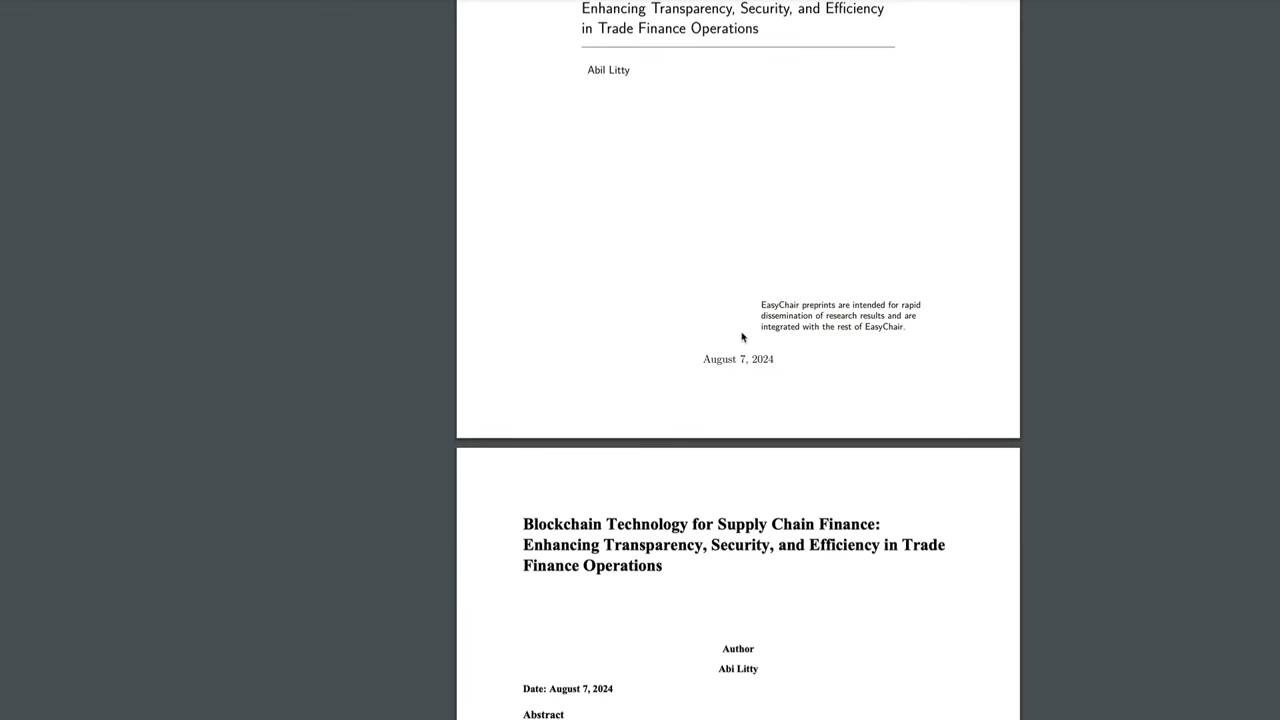 Enhancing Transparency, Security, and Efficiency
in Trade Finance Operations
Abil Litty
EasyChair preprints are intended for rapid
dissemination of research results and are
integrated with the rest of EasyChair.
August 7, 2024
Blockchain Technology for Supply Chain Finance:
Enhancing Transparency, Security, and Efficiency in Trade
Finance Operations
Author
Abi Litty
Date: August 7, 2024
Abstract